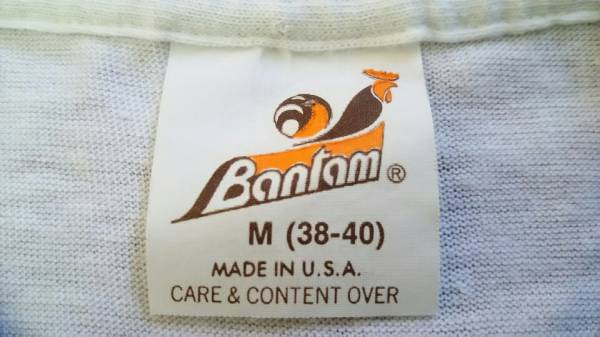 Bantam®
M (38-40)
MADE IN U.S.A.
CARE & CONTENT OVER